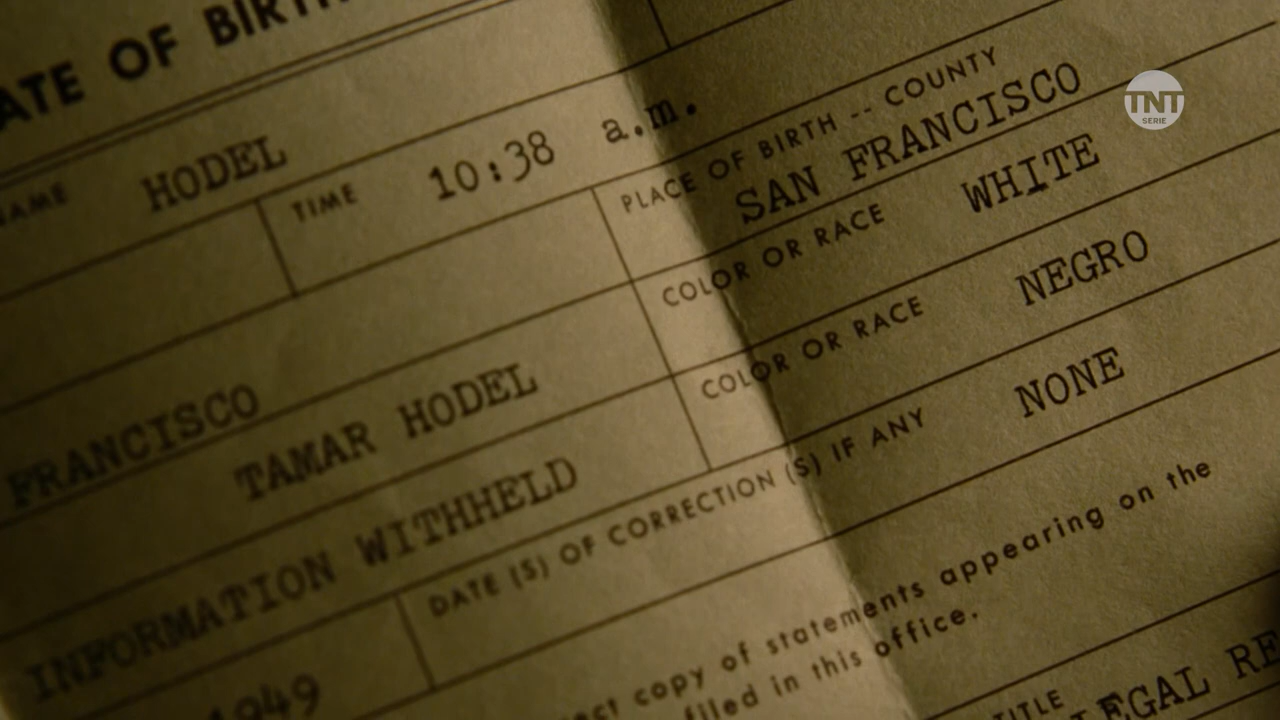 ATE OF BIRTH
NAME HODEL
TIME 10:38 a.m.
PLACE OF BIRTH -- COUNTY
SAN FRANCISCO
FRANCISCO
COLOR OR RACE WHITE
TAMAR HODEL
COLOR OR RACE NEGRO
INFORMATION WITHHELD
DATE (S) OF CORRECTION (S) IF ANY NONE
1949
ect copy of statements appearing on the
filed in this office.
TITLE
LEGAL RE
TNT
SERIE